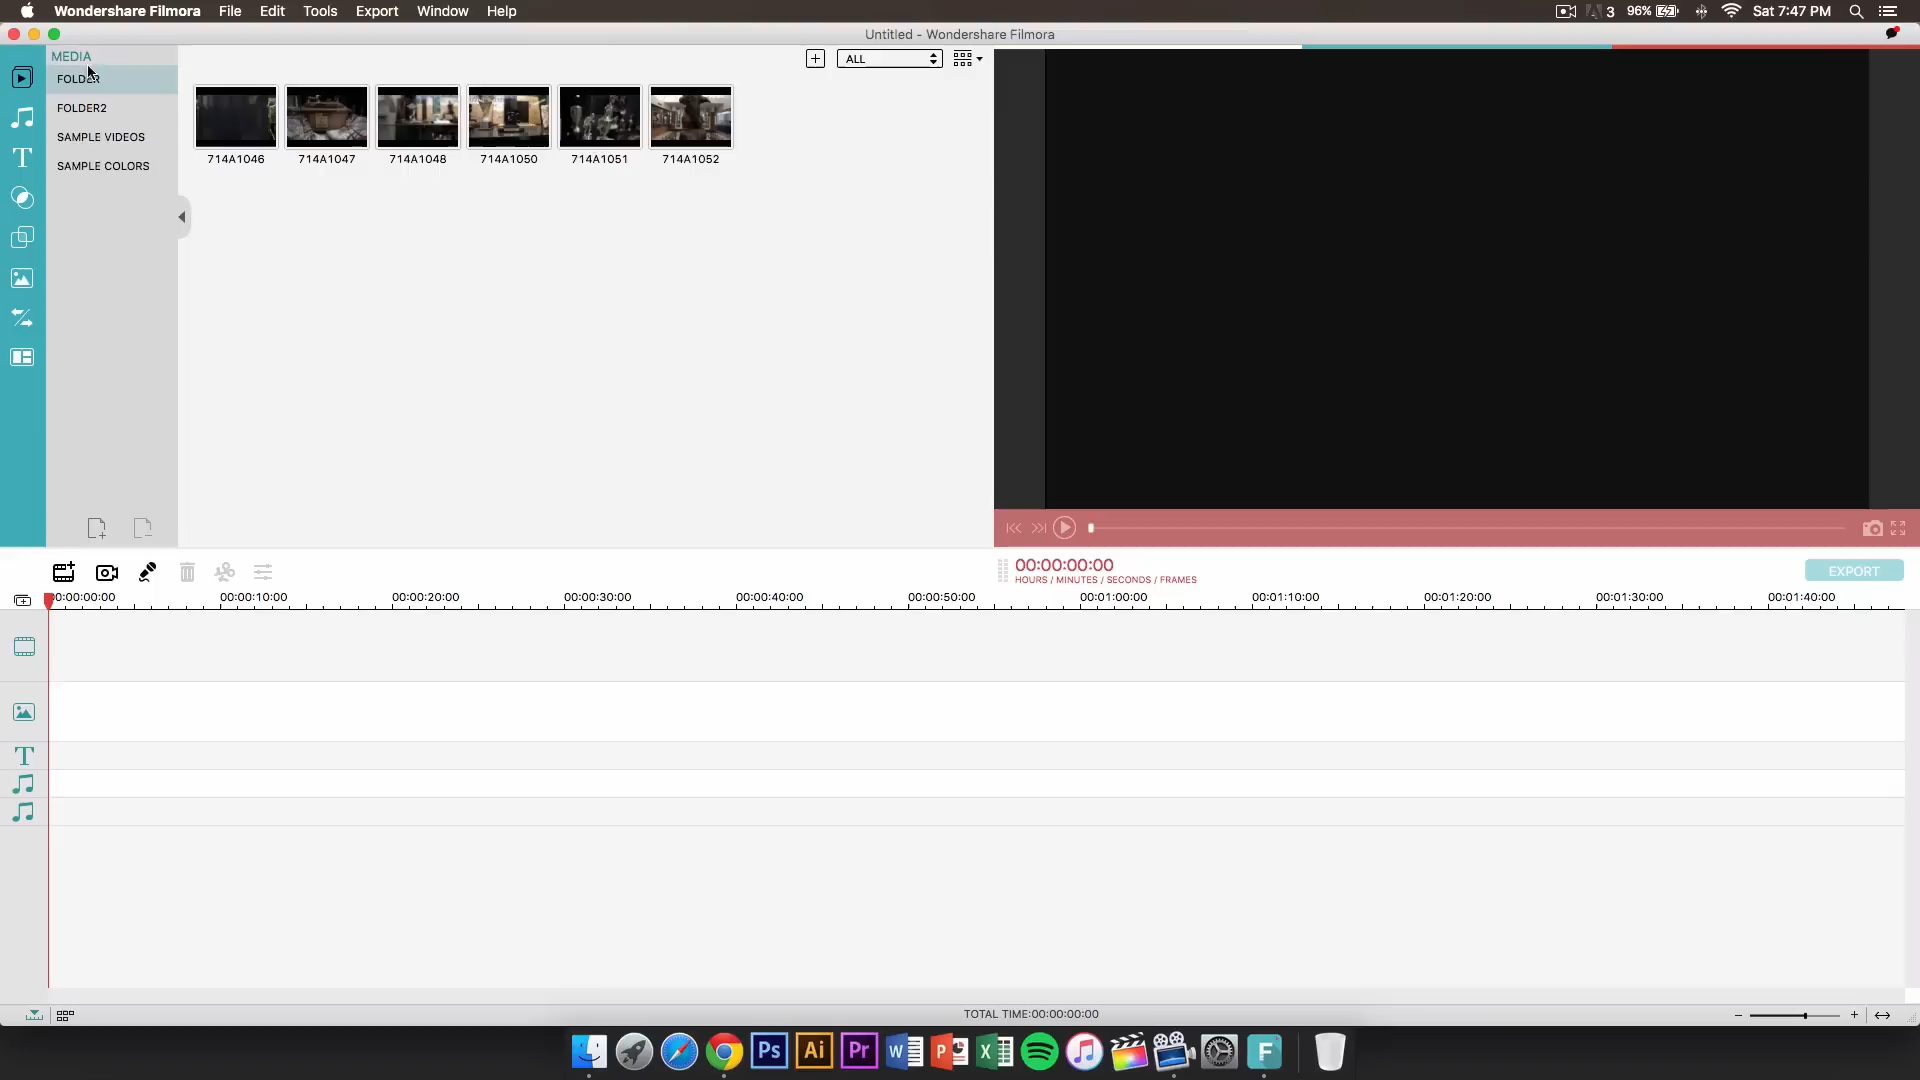 Wondershare Filmora File Edit Tools Export Window Help 3 96% Sat 7:47 PM
Untitled - Wondershare Filmora
MEDIA
FOLDER
FOLDER2
SAMPLE VIDEOS
SAMPLE COLORS
ALL
714A1046 714A1047 714A1048 714A1050 714A1051 714A1052
00:00:00:00
HOURS / MINUTES / SECONDS / FRAMES
EXPORT
00:00:00:00 00:00:10:00 00:00:20:00 00:00:30:00 00:00:40:00 00:00:50:00 00:01:00:00 00:01:10:00 00:01:20:00 00:01:30:00 00:01:40:00
T
T
TOTAL TIME:00:00:00:00
Ps Ai Pr W P X F